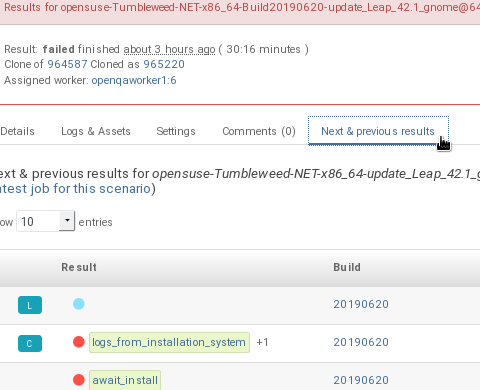 Results for opensuse-Tumbleweed-NET-x86_64-Build20190620-update_Leap_42.1_gnome@64
Result: failed finished about 3 hours ago ( 30:16 minutes )
Clone of 964587 Cloned as 965220
Assigned worker: openqaworker1:6
Details Logs & Assets Settings Comments (0) Next & previous results
ext & previous results for opensuse-Tumbleweed-NET-x86_64-update_Leap_42.1_g
atest job for this scenario)
ow 10 entries
Result Build
L 20190620
C logs_from_installation_system +1 20190620
await_install 20190620